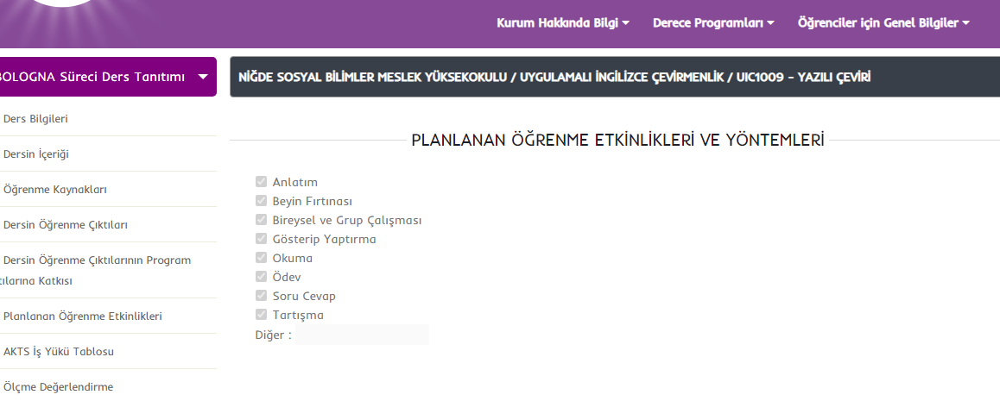 Kurum Hakkında Bilgi
Derece Programları
Öğrenciler için Genel Bilgiler
BOLOGNA Süreci Ders Tanıtımı
NİĞDE SOSYAL BİLİMLER MESLEK YÜKSEKOKULU / UYGULAMALI İNGİLİZCE ÇEVİRMENLİK / UIC1009 - YAZILI ÇEVİRİ
Ders Bilgileri
Dersin İçeriği
Öğrenme Kaynakları
Dersin Öğrenme Çıktıları
Dersin Öğrenme Çıktılarının Program
tılarına Katkısı
Planlanan Öğrenme Etkinlikleri
AKTS İş Yükü Tablosu
Ölçme Değerlendirme
PLANLANAN ÖĞRENME ETKİNLİKLERİ VE YÖNTEMLERİ
Anlatım
Beyin Fırtınası
Bireysel ve Grup Çalışması
Gösterip Yaptırma
Okuma
Ödev
Soru Cevap
Tartışma
Diğer :